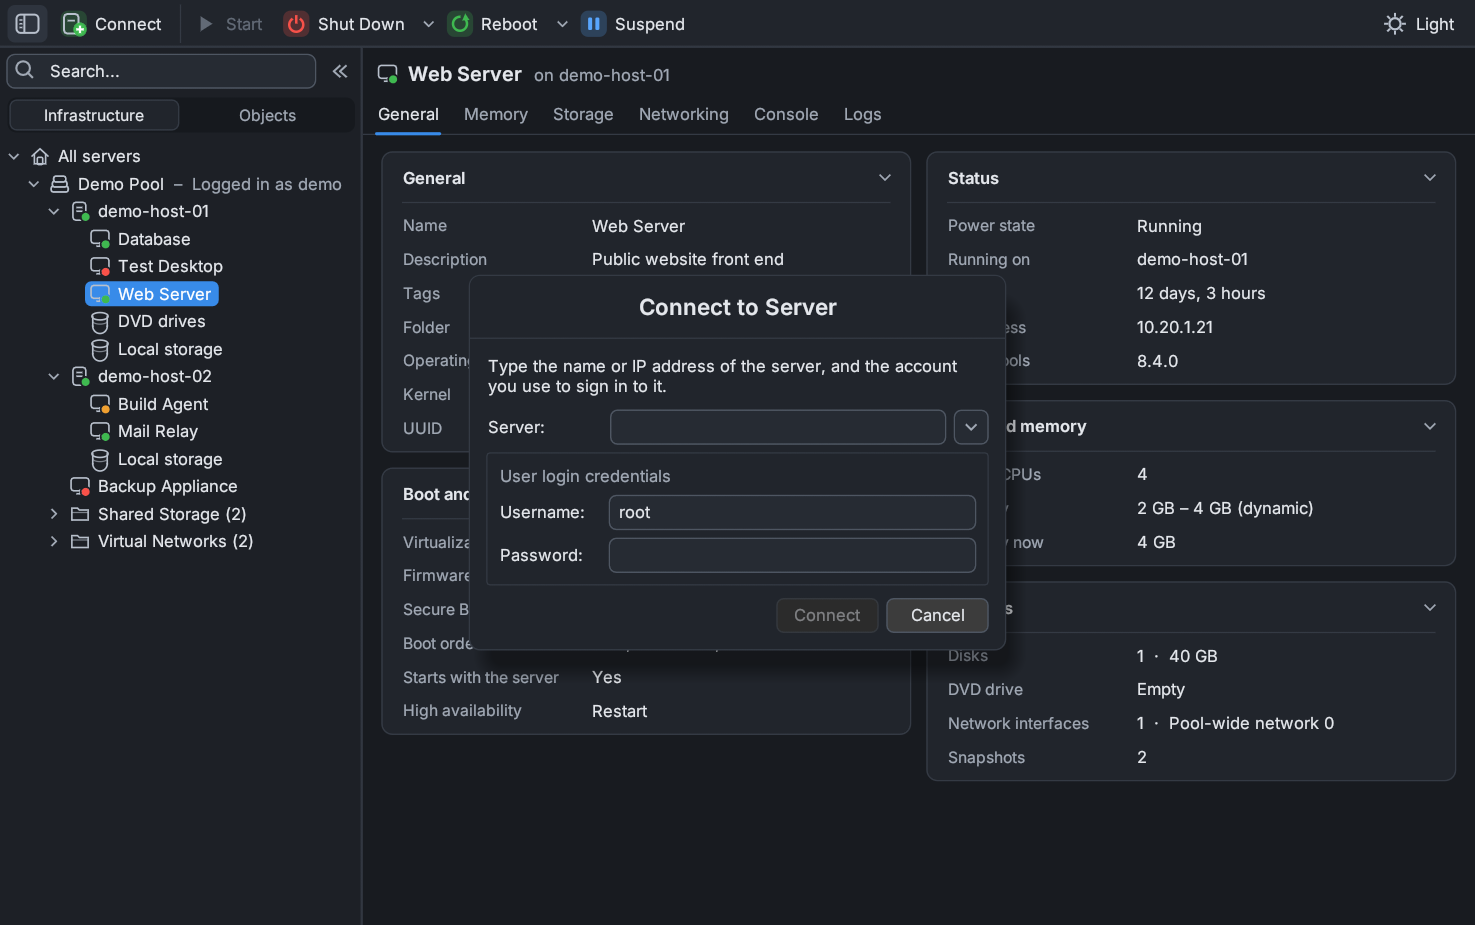 Connect
Start
Shut Down
Reboot
Suspend
Light
Search...
Infrastructure
Objects
All servers
Demo Pool – Logged in as demo
demo-host-01
Database
Test Desktop
Web Server
DVD drives
Local storage
demo-host-02
Build Agent
Mail Relay
Local storage
Backup Appliance
Shared Storage (2)
Virtual Networks (2)
Web Server on demo-host-01
General Memory Storage Networking Console Logs
General
Name Web Server
Description Public website front end
Tags
Folder
Kernel
UUID
Boot
Starts with the server Yes
High availability Restart
Connect to Server
Type the name or IP address of the server, and the account
you use to sign in to it.
Server:
User login credentials
Username: root
Password:
Connect Cancel
Status
Power state Running
Running on demo-host-01
12 days, 3 hours
10.20.1.21
8.4.0
memory
4
2 GB – 4 GB (dynamic)
now 4 GB
Disks 1 · 40 GB
DVD drive Empty
Network interfaces 1 · Pool-wide network 0
Snapshots 2